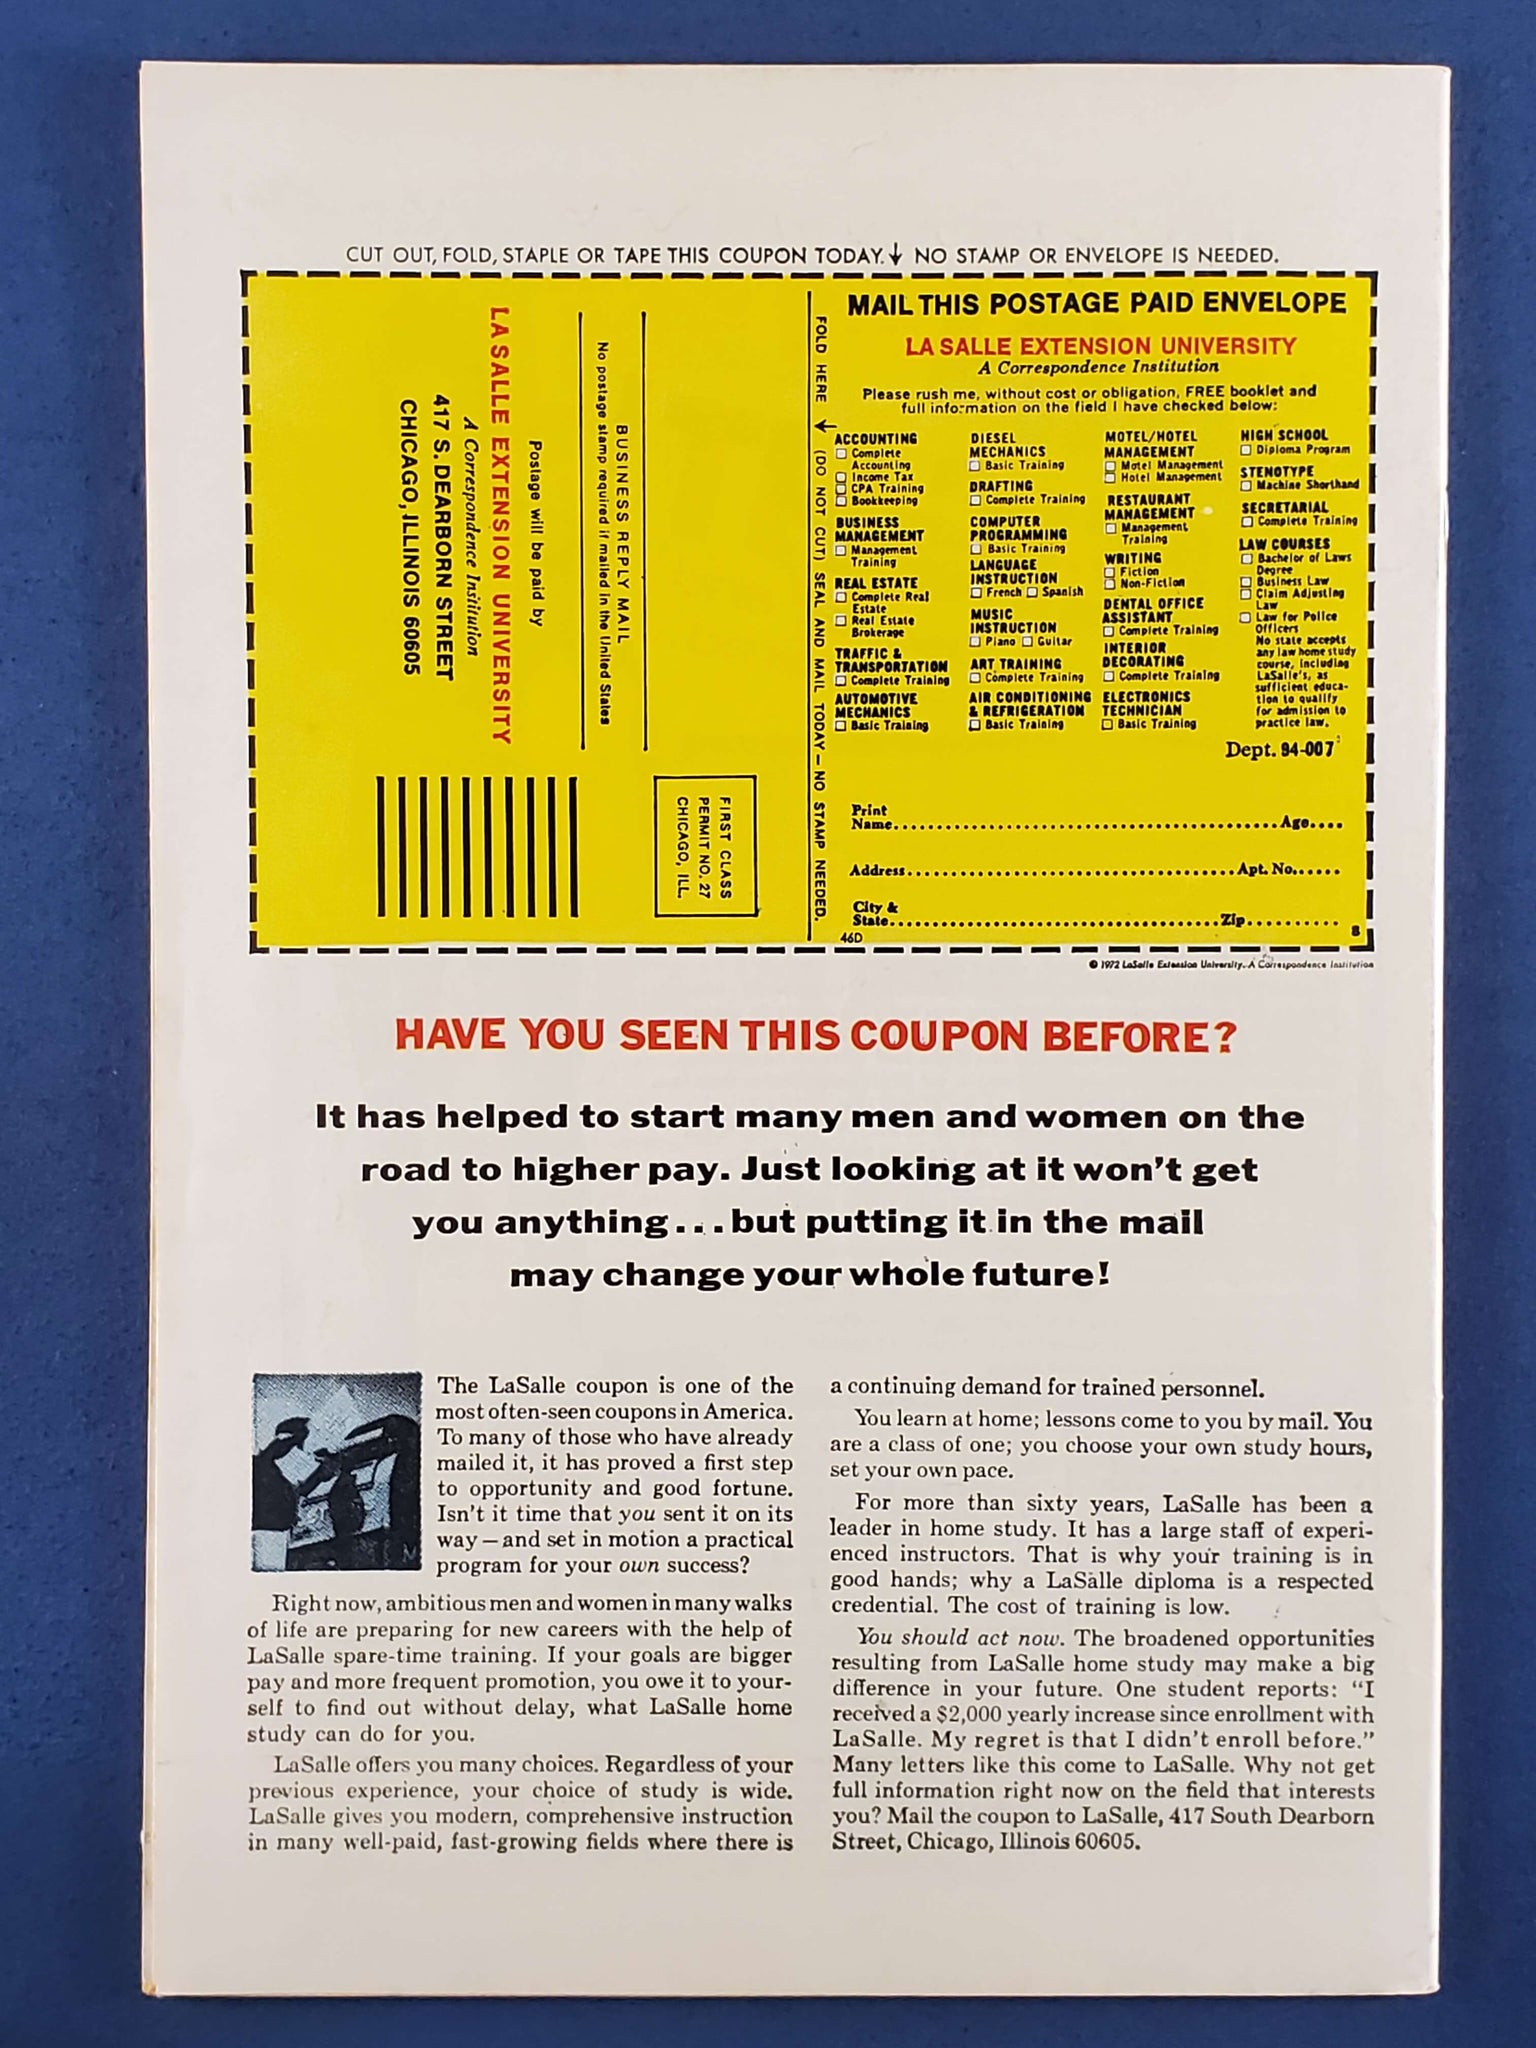 CUT OUT, FOLD, STAPLE OR TAPE THIS COUPON TODAY.↓ NO STAMP OR ENVELOPE IS NEEDED.
FIRST CLASS
PERMIT NO. 27
CHICAGO, ILL.
BUSINESS REPLY MAIL
No postage stamp required if mailed in the United States
Postage will be paid by
LA SALLE EXTENSION UNIVERSITY
A Correspondence Institution
417 S. DEARBORN STREET
CHICAGO, ILLINOIS 60605
FOLD HERE ↓ (DO NOT CUT) SEAL AND MAIL TODAY – NO STAMP NEEDED.
MAIL THIS POSTAGE PAID ENVELOPE
LA SALLE EXTENSION UNIVERSITY
A Correspondence Institution
Please rush me, without cost or obligation, FREE booklet and
full information on the field I have checked below:
ACCOUNTING
☐ Complete
Accounting
☐ Income Tax
☐ CPA Training
☐ Bookkeeping
BUSINESS
MANAGEMENT
☐ Management
Training
REAL ESTATE
☐ Complete Real
Estate
☐ Real Estate
Brokerage
TRAFFIC &
TRANSPORTATION
☐ Complete Training
AUTOMOTIVE
MECHANICS
☐ Basic Training
DIESEL
MECHANICS
☐ Basic Training
DRAFTING
☐ Complete Training
COMPUTER
PROGRAMMING
☐ Basic Training
LANGUAGE
INSTRUCTION
☐ French ☐ Spanish
MUSIC
INSTRUCTION
☐ Piano ☐ Guitar
ART TRAINING
☐ Complete Training
AIR CONDITIONING
& REFRIGERATION
☐ Basic Training
MOTEL/HOTEL
MANAGEMENT
☐ Motel Management
☐ Hotel Management
RESTAURANT
MANAGEMENT
☐ Management
Training
WRITING
☐ Fiction
☐ Non-Fiction
DENTAL OFFICE
ASSISTANT
☐ Complete Training
INTERIOR
DECORATING
☐ Complete Training
ELECTRONICS
TECHNICIAN
☐ Basic Training
HIGH SCHOOL
☐ Diploma Program
STENOTYPE
☐ Machine Shorthand
SECRETARIAL
☐ Complete Training
LAW COURSES
☐ Bachelor of Laws
Degree
☐ Business Law
☐ Claim Adjusting
Law
☐ Law for Police
Officers
No state accepts
any law home study
course, including
LaSalle's, as
sufficient educa-
tion to qualify
for admission to
practice law.
Dept. 94-007
Print
Name.......... Age....
Address.......... Apt. No......
City &
State.......... Zip..........
46D 8
© 1972 LaSalle Extension University. A Correspondence Institution
HAVE YOU SEEN THIS COUPON BEFORE?
It has helped to start many men and women on the
road to higher pay. Just looking at it won't get
you anything...but putting it in the mail
may change your whole future!
The LaSalle coupon is one of the
most often-seen coupons in America.
To many of those who have already
mailed it, it has proved a first step
to opportunity and good fortune.
Isn't it time that you sent it on its
way – and set in motion a practical
program for your own success?
Right now, ambitious men and women in many walks
of life are preparing for new careers with the help of
LaSalle spare-time training. If your goals are bigger
pay and more frequent promotion, you owe it to your-
self to find out without delay, what LaSalle home
study can do for you.
LaSalle offers you many choices. Regardless of your
previous experience, your choice of study is wide.
LaSalle gives you modern, comprehensive instruction
in many well-paid, fast-growing fields where there is
a continuing demand for trained personnel.
You learn at home; lessons come to you by mail. You
are a class of one; you choose your own study hours,
set your own pace.
For more than sixty years, LaSalle has been a
leader in home study. It has a large staff of experi-
enced instructors. That is why your training is in
good hands; why a LaSalle diploma is a respected
credential. The cost of training is low.
You should act now. The broadened opportunities
resulting from LaSalle home study may make a big
difference in your future. One student reports: "I
received a $2,000 yearly increase since enrollment with
LaSalle. My regret is that I didn't enroll before."
Many letters like this come to LaSalle. Why not get
full information right now on the field that interests
you? Mail the coupon to LaSalle, 417 South Dearborn
Street, Chicago, Illinois 60605.